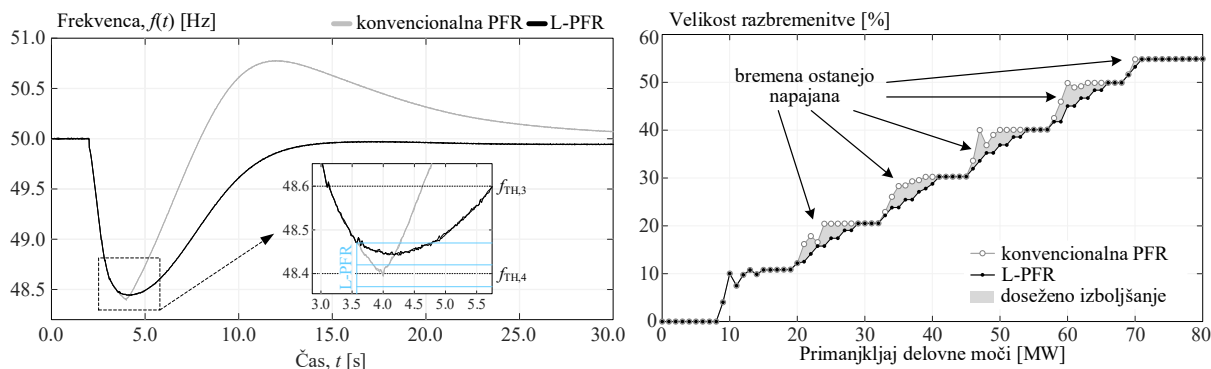 Frekvenca, f(t) [Hz]
konvencionalna PFR
L-PFR
51.0
50.5
50.0
49.5
49.0
48.5
0.0
5.0
10.0
15.0
20.0
25.0
30.0
Čas, t [s]
48.6
48.5
48.4
3.0
3.5
4.0
4.5
5.0
5.5
L-PFR
fTH,3
fTH,4
Velikost razbremenitve [%]
60
50
40
30
20
10
0
0
10
20
30
40
50
60
70
80
Primanjkljaj delovne moči [MW]
bremena ostanejo
napajana
konvencionalna PFR
L-PFR
doseženo izboljšanje